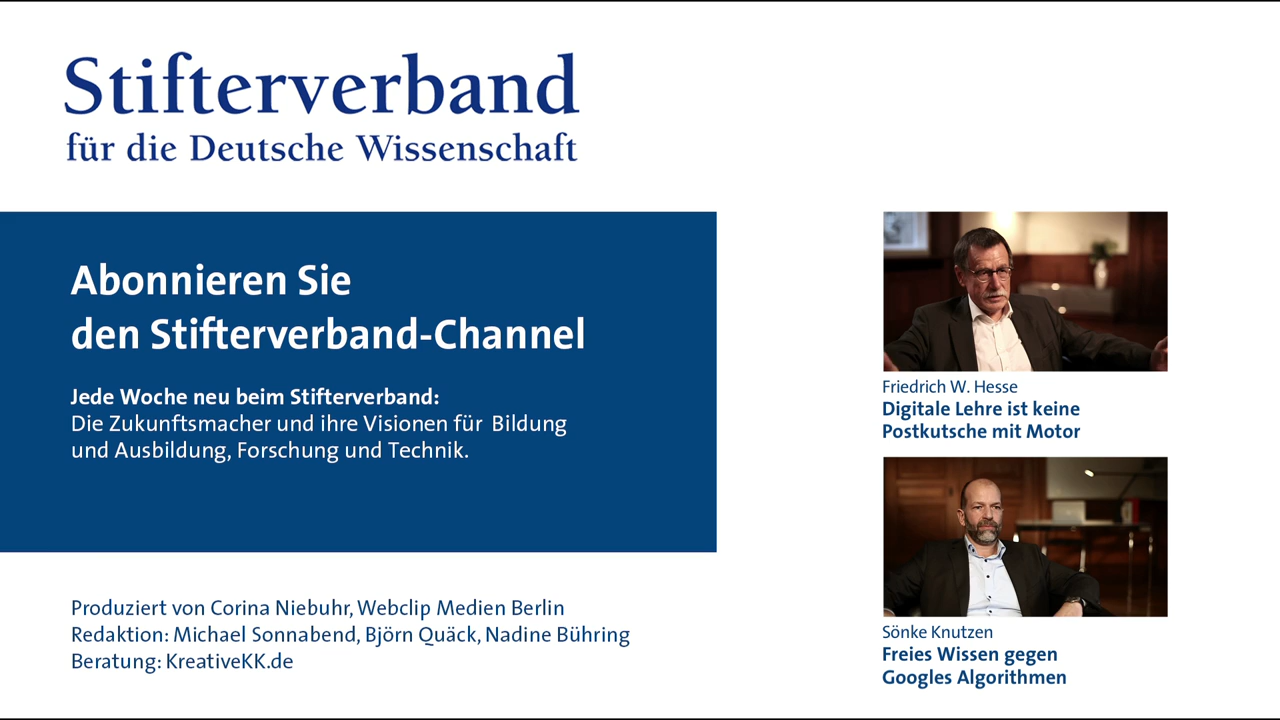 Stifterverband
für die Deutsche Wissenschaft
Abonnieren Sie
den Stifterverband-Channel
Jede Woche neu beim Stifterverband:
Die Zukunftsmacher und ihre Visionen für Bildung
und Ausbildung, Forschung und Technik.
Produziert von Corina Niebuhr, Webclip Medien Berlin
Redaktion: Michael Sonnabend, Björn Quäck, Nadine Bühring
Beratung: KreativeKK.de
Friedrich W. Hesse
Digitale Lehre ist keine
Postkutsche mit Motor
Sönke Knutzen
Freies Wissen gegen
Googles Algorithmen